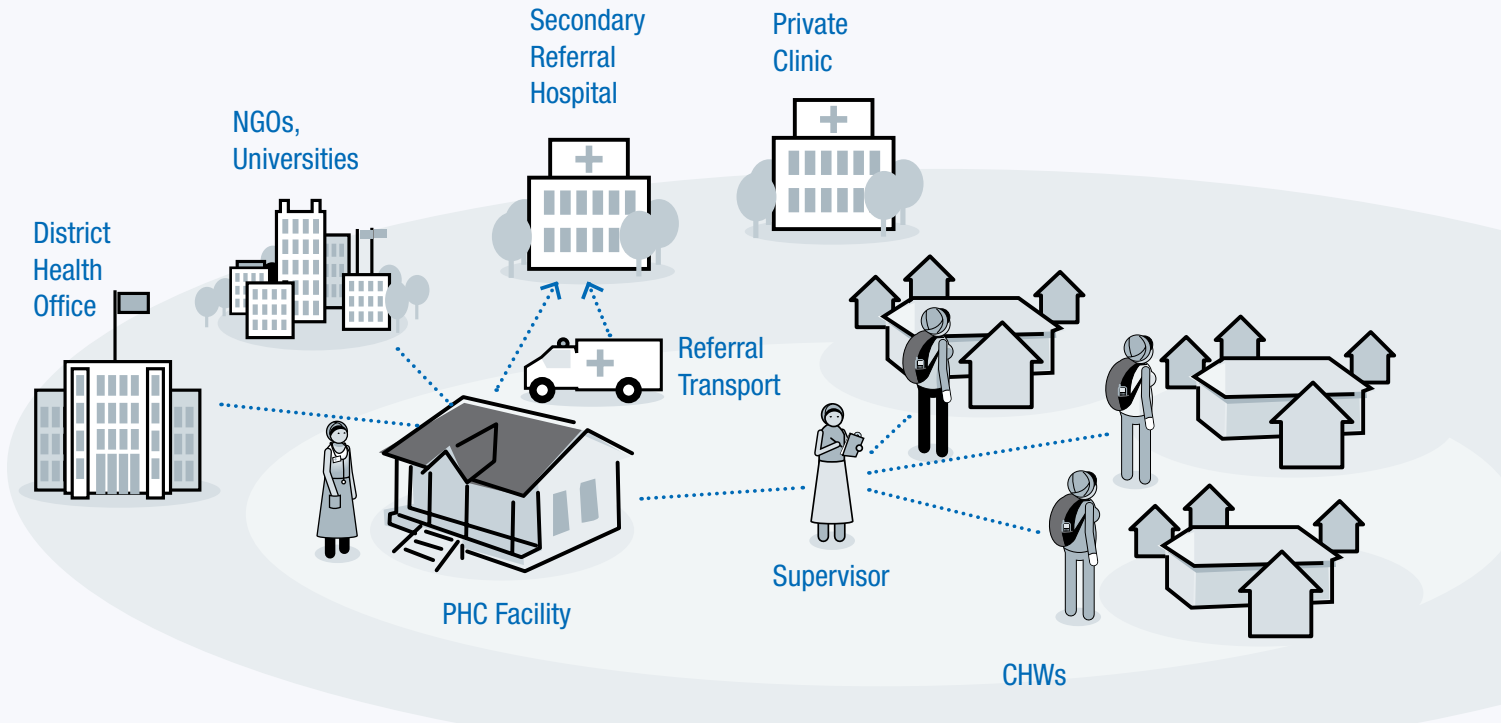 Secondary
Referral
Hospital
Private
Clinic
NGOs,
Universities
District
Health
Office
Referral
Transport
Supervisor
PHC Facility
CHWs